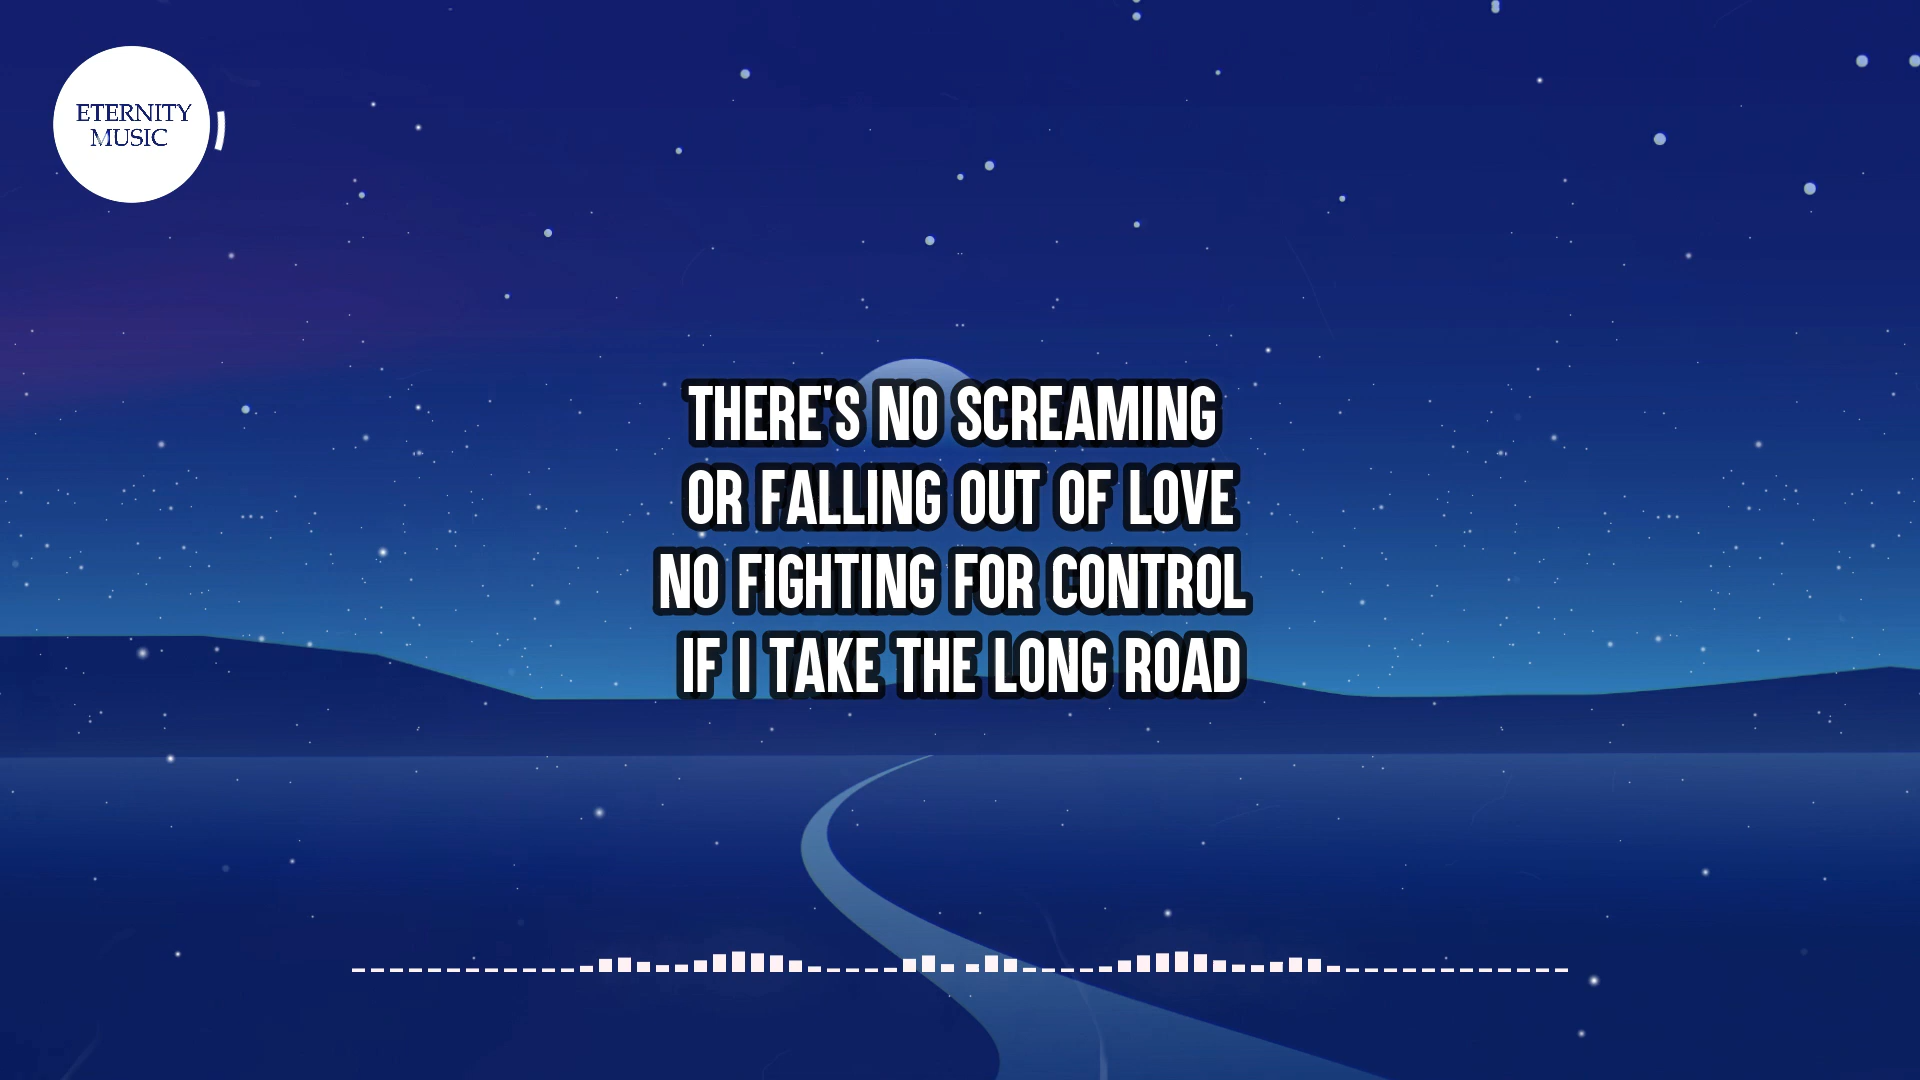 ETERNITY
MUSIC
THERE'S NO SCREAMING
OR FALLING OUT OF LOVE
NO FIGHTING FOR CONTROL
IF I TAKE THE LONG ROAD